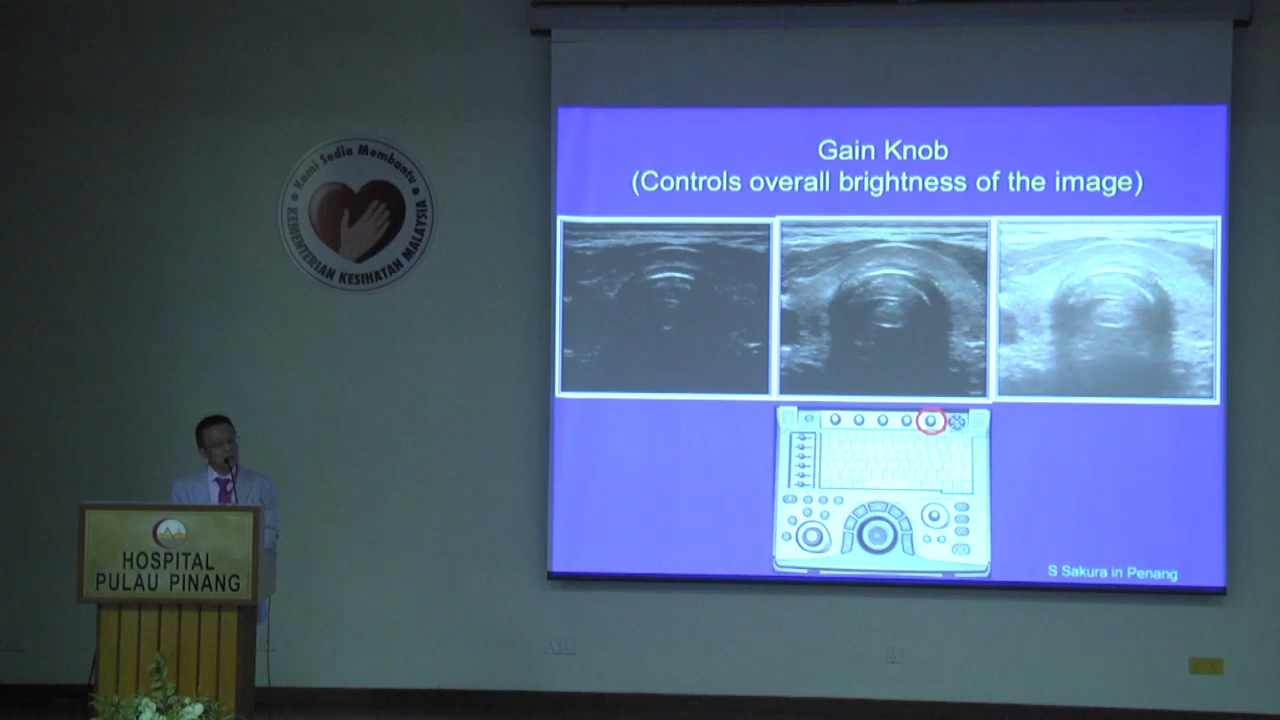 Gain Knob
(Controls overall brightness of the image)
Kami Sedia Membantu
KEMENTERIAN KESIHATAN MALAYSIA
HOSPITAL
PULAU PINANG
S Sakura in Penang